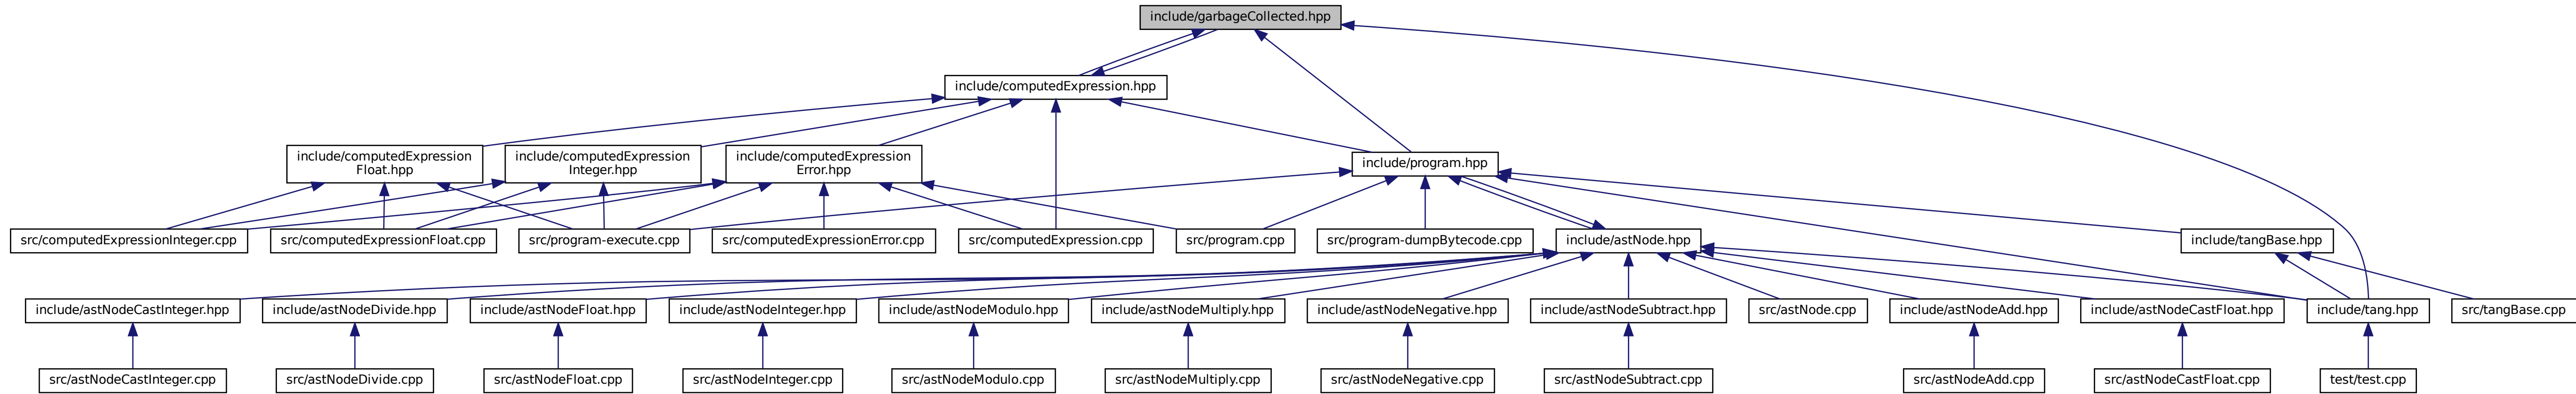 include/garbageCollected.hpp
include/computedExpression.hpp
include/computedExpression
Float.hpp
include/computedExpression
Integer.hpp
include/computedExpression
Error.hpp
include/program.hpp
src/computedExpressionInteger.cpp
src/computedExpressionFloat.cpp
src/program-execute.cpp
src/computedExpressionError.cpp
src/computedExpression.cpp
src/program.cpp
src/program-dumpBytecode.cpp
include/astNode.hpp
include/tangBase.hpp
include/astNodeCastInteger.hpp
include/astNodeDivide.hpp
include/astNodeFloat.hpp
include/astNodeInteger.hpp
include/astNodeModulo.hpp
include/astNodeMultiply.hpp
include/astNodeNegative.hpp
include/astNodeSubtract.hpp
src/astNode.cpp
include/astNodeAdd.hpp
include/astNodeCastFloat.hpp
include/tang.hpp
src/tangBase.cpp
src/astNodeCastInteger.cpp
src/astNodeDivide.cpp
src/astNodeFloat.cpp
src/astNodeInteger.cpp
src/astNodeModulo.cpp
src/astNodeMultiply.cpp
src/astNodeNegative.cpp
src/astNodeSubtract.cpp
src/astNodeAdd.cpp
src/astNodeCastFloat.cpp
test/test.cpp